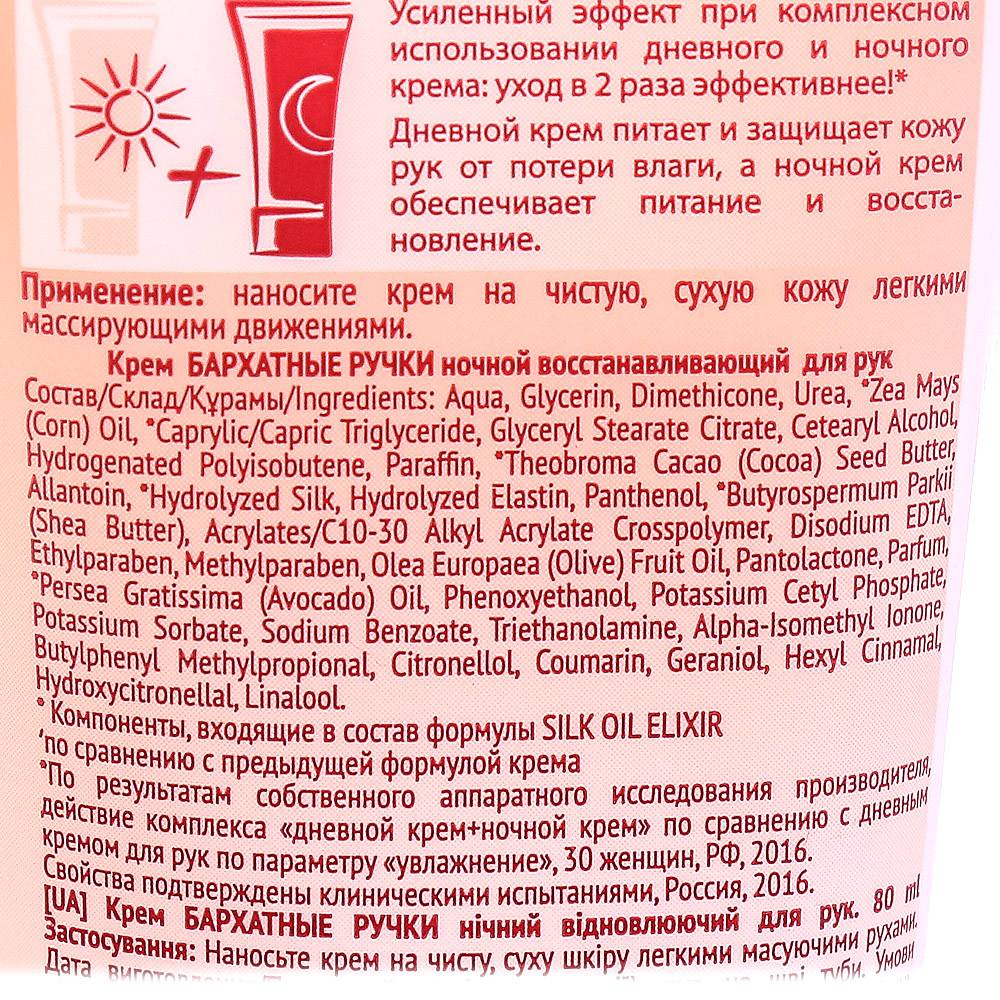 Усиленный эффект при комплексном
использовании дневного и ночного
крема: уход в 2 раза эффективнее!*
Дневной крем питает и защищает кожу
рук от потери влаги, а ночной крем
обеспечивает питание и восста-
новление.
Применение: наносите крем на чистую, сухую кожу легкими
массирующими движениями.
Крем БАРХАТНЫЕ РУЧКИ ночной восстанавливающий для рук
Состав/Склад/Құрамы/Ingredients: Aqua, Glycerin, Dimethicone, Urea, *Zea Mays
(Corn) Oil, *Caprylic/Capric Triglyceride, Glyceryl Stearate Citrate, Cetearyl Alcohol,
Hydrogenated Polyisobutene, Paraffin, *Theobroma Cacao (Cocoa) Seed Butter,
Allantoin, *Hydrolyzed Silk, Hydrolyzed Elastin, Panthenol, *Butyrospermum Parkii
(Shea Butter), Acrylates/C10-30 Alkyl Acrylate Crosspolymer, Disodium EDTA,
Ethylparaben, Methylparaben, Olea Europaea (Olive) Fruit Oil, Pantolactone, Parfum,
*Persea Gratissima (Avocado) Oil, Phenoxyethanol, Potassium Cetyl Phosphate,
Potassium Sorbate, Sodium Benzoate, Triethanolamine, Alpha-Isomethyl Ionone,
Butylphenyl Methylpropional, Citronellol, Coumarin, Geraniol, Hexyl Cinnamal,
Hydroxycitronellal, Linalool.
* Компоненты, входящие в состав формулы SILK OIL ELIXIR
'по сравнению с предыдущей формулой крема
*По результатам собственного аппаратного исследования производителя,
действие комплекса «дневной крем+ночной крем» по сравнению с дневным
кремом для рук по параметру «увлажнение», 30 женщин, РФ, 2016.
Свойства подтверждены клиническими испытаниями, Россия, 2016.
[UA] Крем БАРХАТНЫЕ РУЧКИ нічний відновлюючий для рук. 80 ml
Застосування: Наносьте крем на чисту, суху шкіру легкими масуючими рухами.
Дата шві туби. Умови